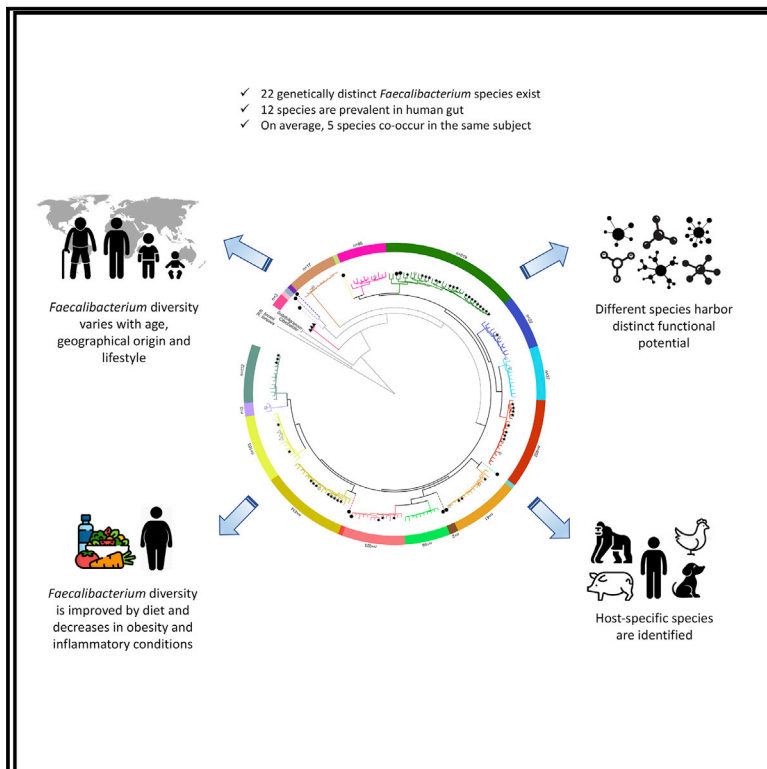 ✓ 22 genetically distinct Faecalibacterium species exist
✓ 12 species are prevalent in human gut
✓ On average, 5 species co-occur in the same subject
Faecalibacterium diversity
varies with age,
geographical origin and
lifestyle
Different species harbor
distinct functional
potential
Faecalibacterium diversity
is improved by diet and
decreases in obesity and
inflammatory conditions
Host-specific species
are identified